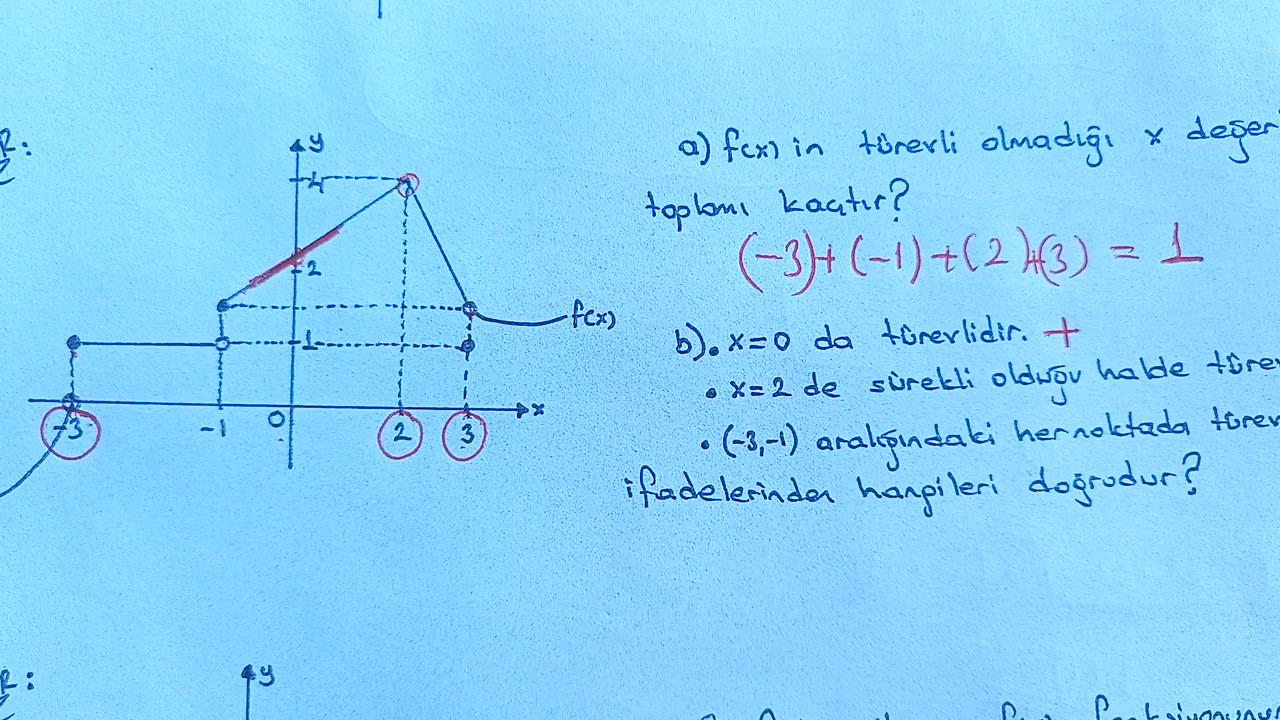 R:
y
4
2
1
f(x)
-3
-1
0
2
3
x
a) f(x) in türevli olmadığı x değer
toplamı kaçtır?
(-3)+(-1)+(2)+(3) = 1
b). x=0 da türevlidir. +
• x=2 de sürekli olduğu halde türe
• (-3,-1) aralığındaki her noktada türev
ifadelerinden hangileri doğrudur?
R:
y